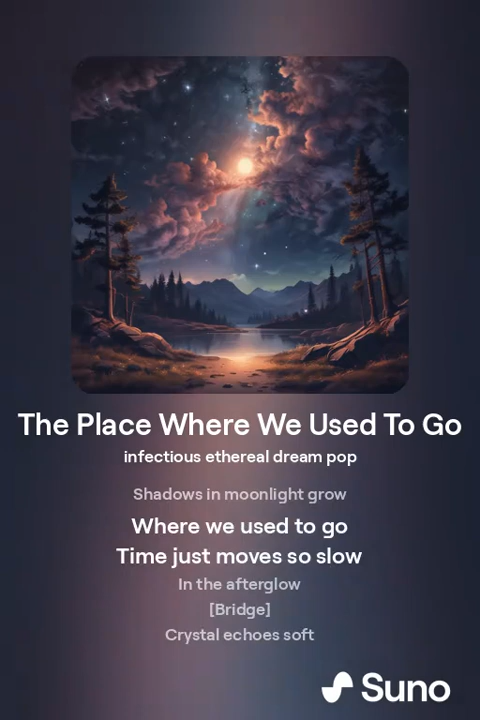 The Place Where We Used To Go
infectious ethereal dream pop
Shadows in moonlight grow
Where we used to go
Time just moves so slow
In the afterglow
[Bridge]
Crystal echoes soft
Suno